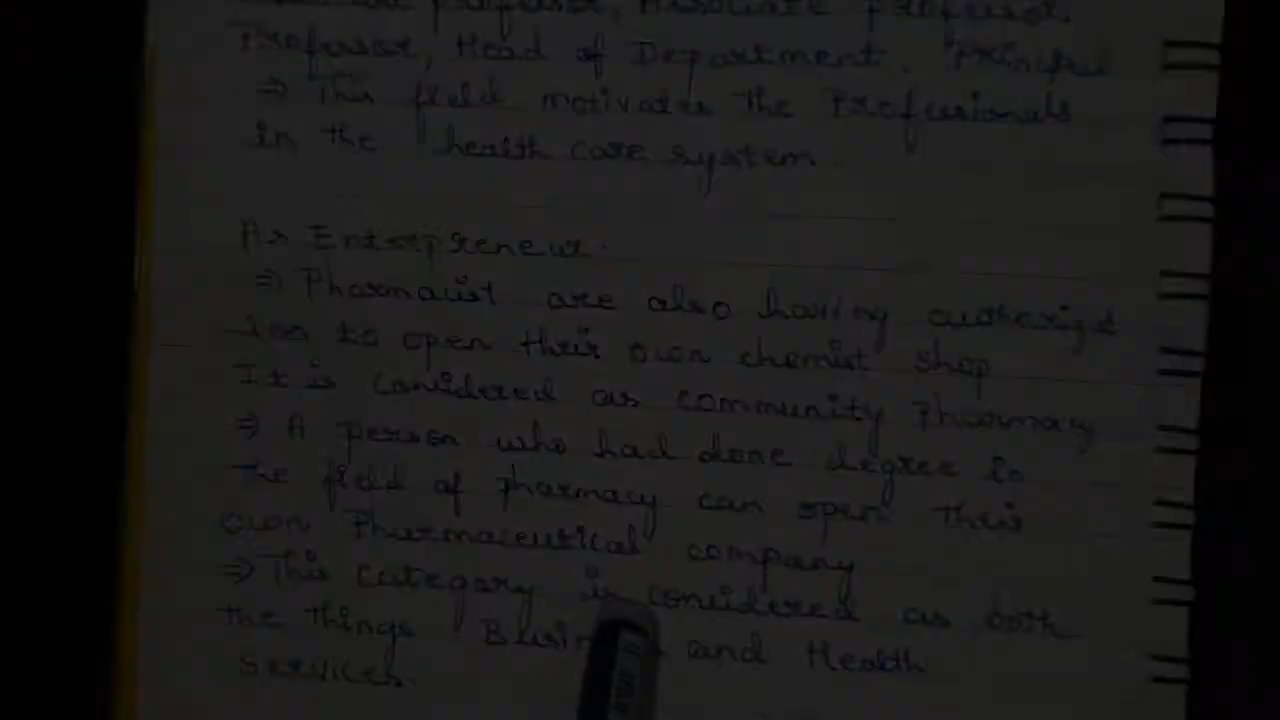 professor, Associate professor,
Professor, Head of Department, Principal
⇒ This field motivates the Professionals
in the health care system.
As Entrepreneur.
⇒ Pharmacist are also having authorizat
ion to open their own chemist shop
It is considered as community Pharmacy
⇒ A person who had done degree in
the field of pharmacy can open their
own Pharmaceutical company
⇒ This category is considered as both
the things Business and Health
services.